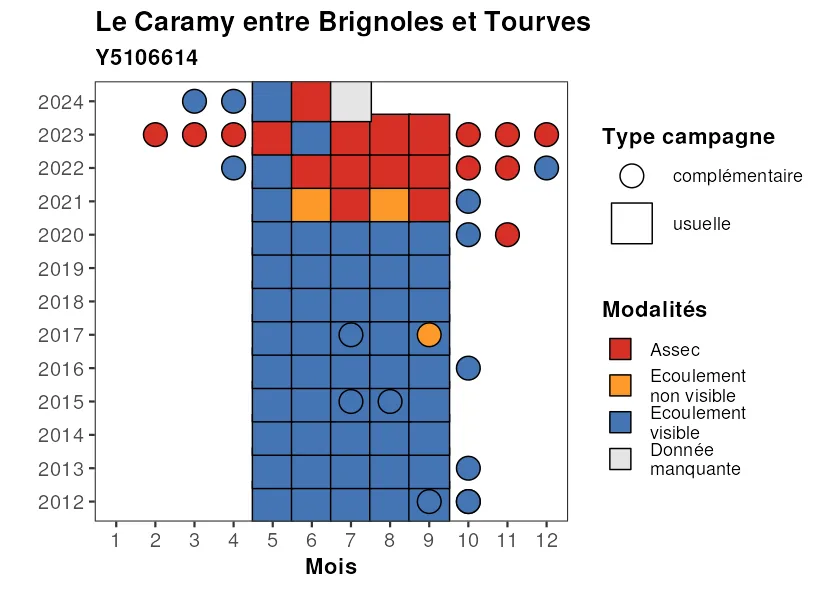 Le Caramy entre Brignoles et Tourves
Y5106614
2024
2023
2022
2021
2020
2019
2018
2017
2016
2015
2014
2013
2012
1 2 3 4 5 6 7 8 9 10 11 12
Mois
Type campagne
complémentaire
usuelle
Modalités
Assec
Ecoulement
non visible
Ecoulement
visible
Donnée
manquante